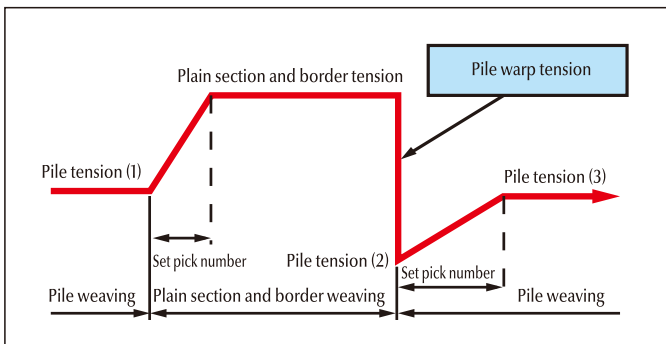 Plain section and border tension
Pile warp tension
Pile tension (1)
Pile tension (3)
Set pick number
Pile tension (2)
Set pick number
Pile weaving
Plain section and border weaving
Pile weaving